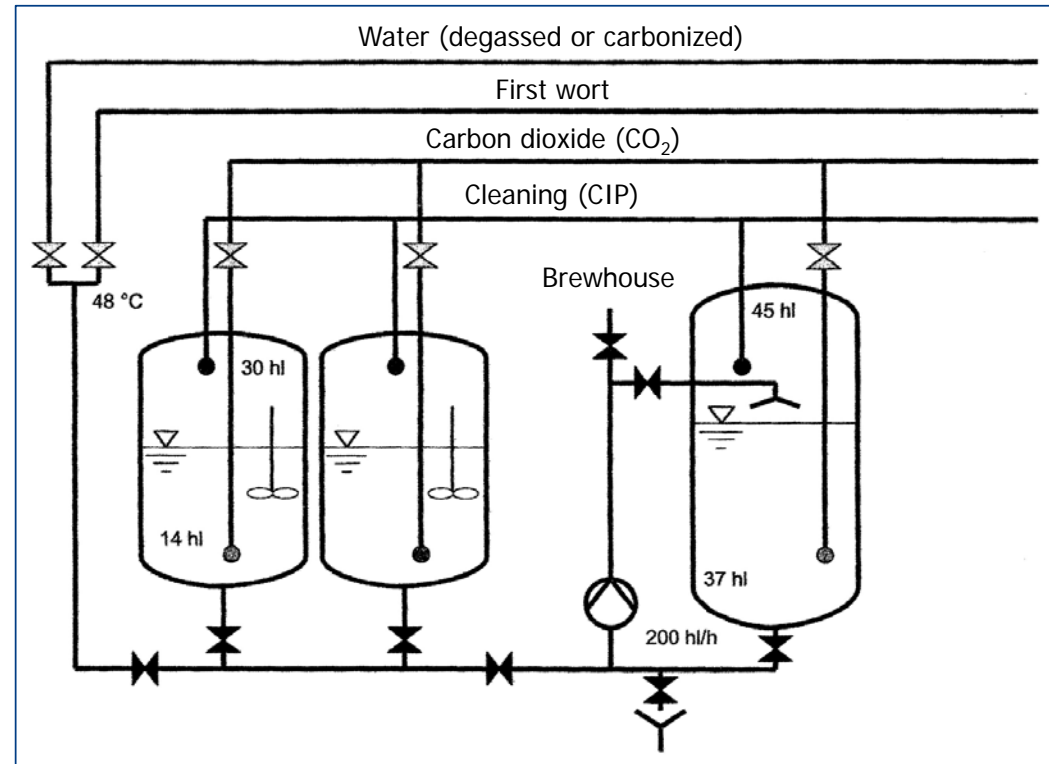 Water (degassed or carbonized)
First wort
Carbon dioxide (CO₂)
Cleaning (CIP)
Brewhouse
48 °C
45 hl
30 hl
14 hl
37 hl
200 hl/h